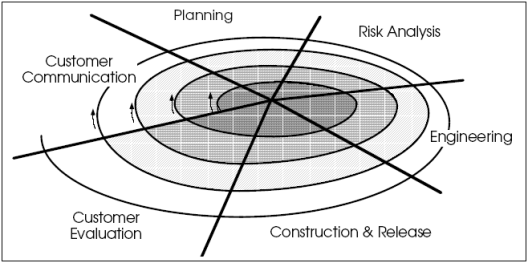 Planning
Risk Analysis
Customer
Communication
Engineering
Customer
Evaluation
Construction & Release